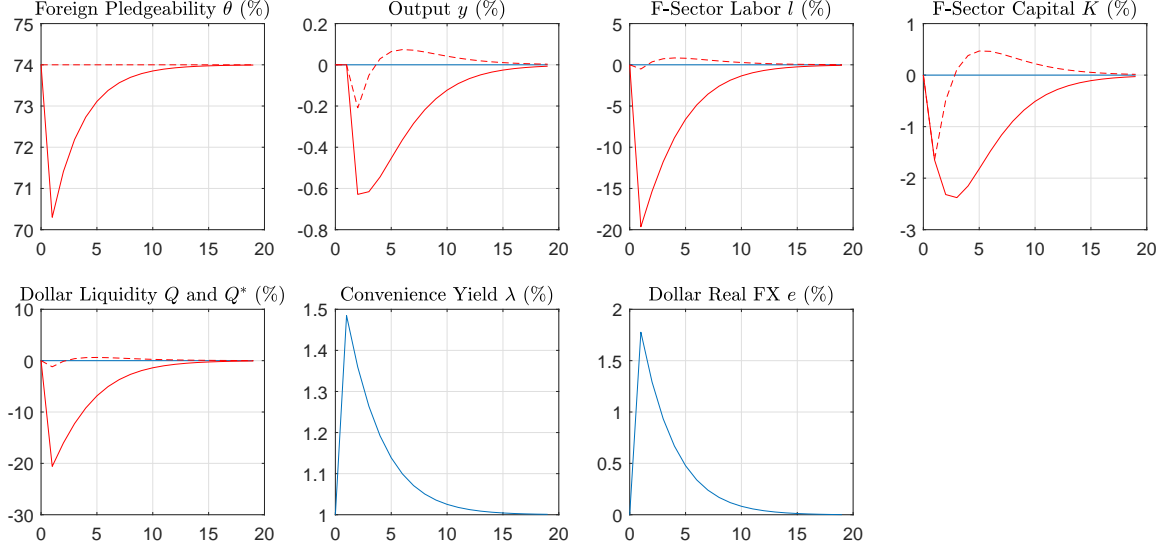 Foreign Pledgeability θ (%)
75
74
73
72
71
70
0 5 10 15 20
Output y (%)
0.2
0
-0.2
-0.4
-0.6
-0.8
0 5 10 15 20
F-Sector Labor l (%)
5
0
-5
-10
-15
-20
0 5 10 15 20
F-Sector Capital K (%)
1
0
-1
-2
-3
0 5 10 15 20
Dollar Liquidity Q and Q* (%)
10
0
-10
-20
-30
0 5 10 15 20
Convenience Yield λ (%)
1.5
1.4
1.3
1.2
1.1
1
0 5 10 15 20
Dollar Real FX e (%)
2
1.5
1
0.5
0
0 5 10 15 20